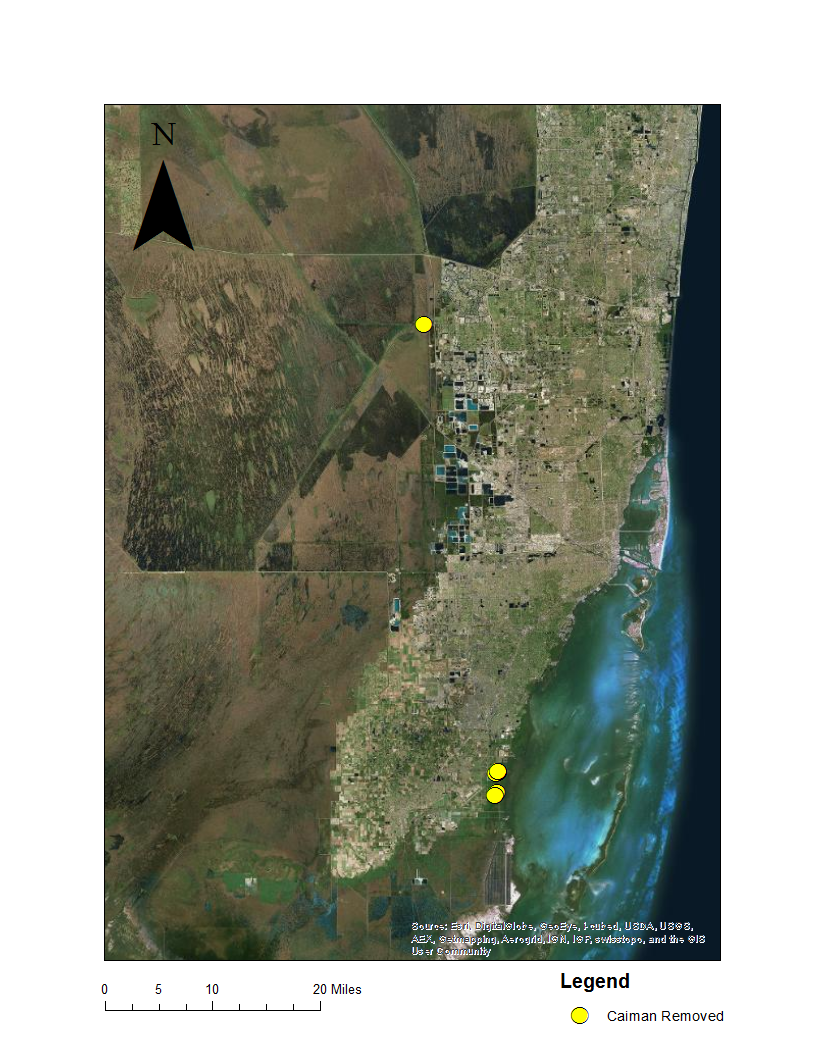 N
Source: Esri, DigitalGlobe, GeoEye, i-cubed, USDA, USGS,
AEX, Getmapping, Aerogrid, IGN, IGP, swisstopo, and the GIS
User Community
0 5 10 20 Miles
Legend
Caiman Removed